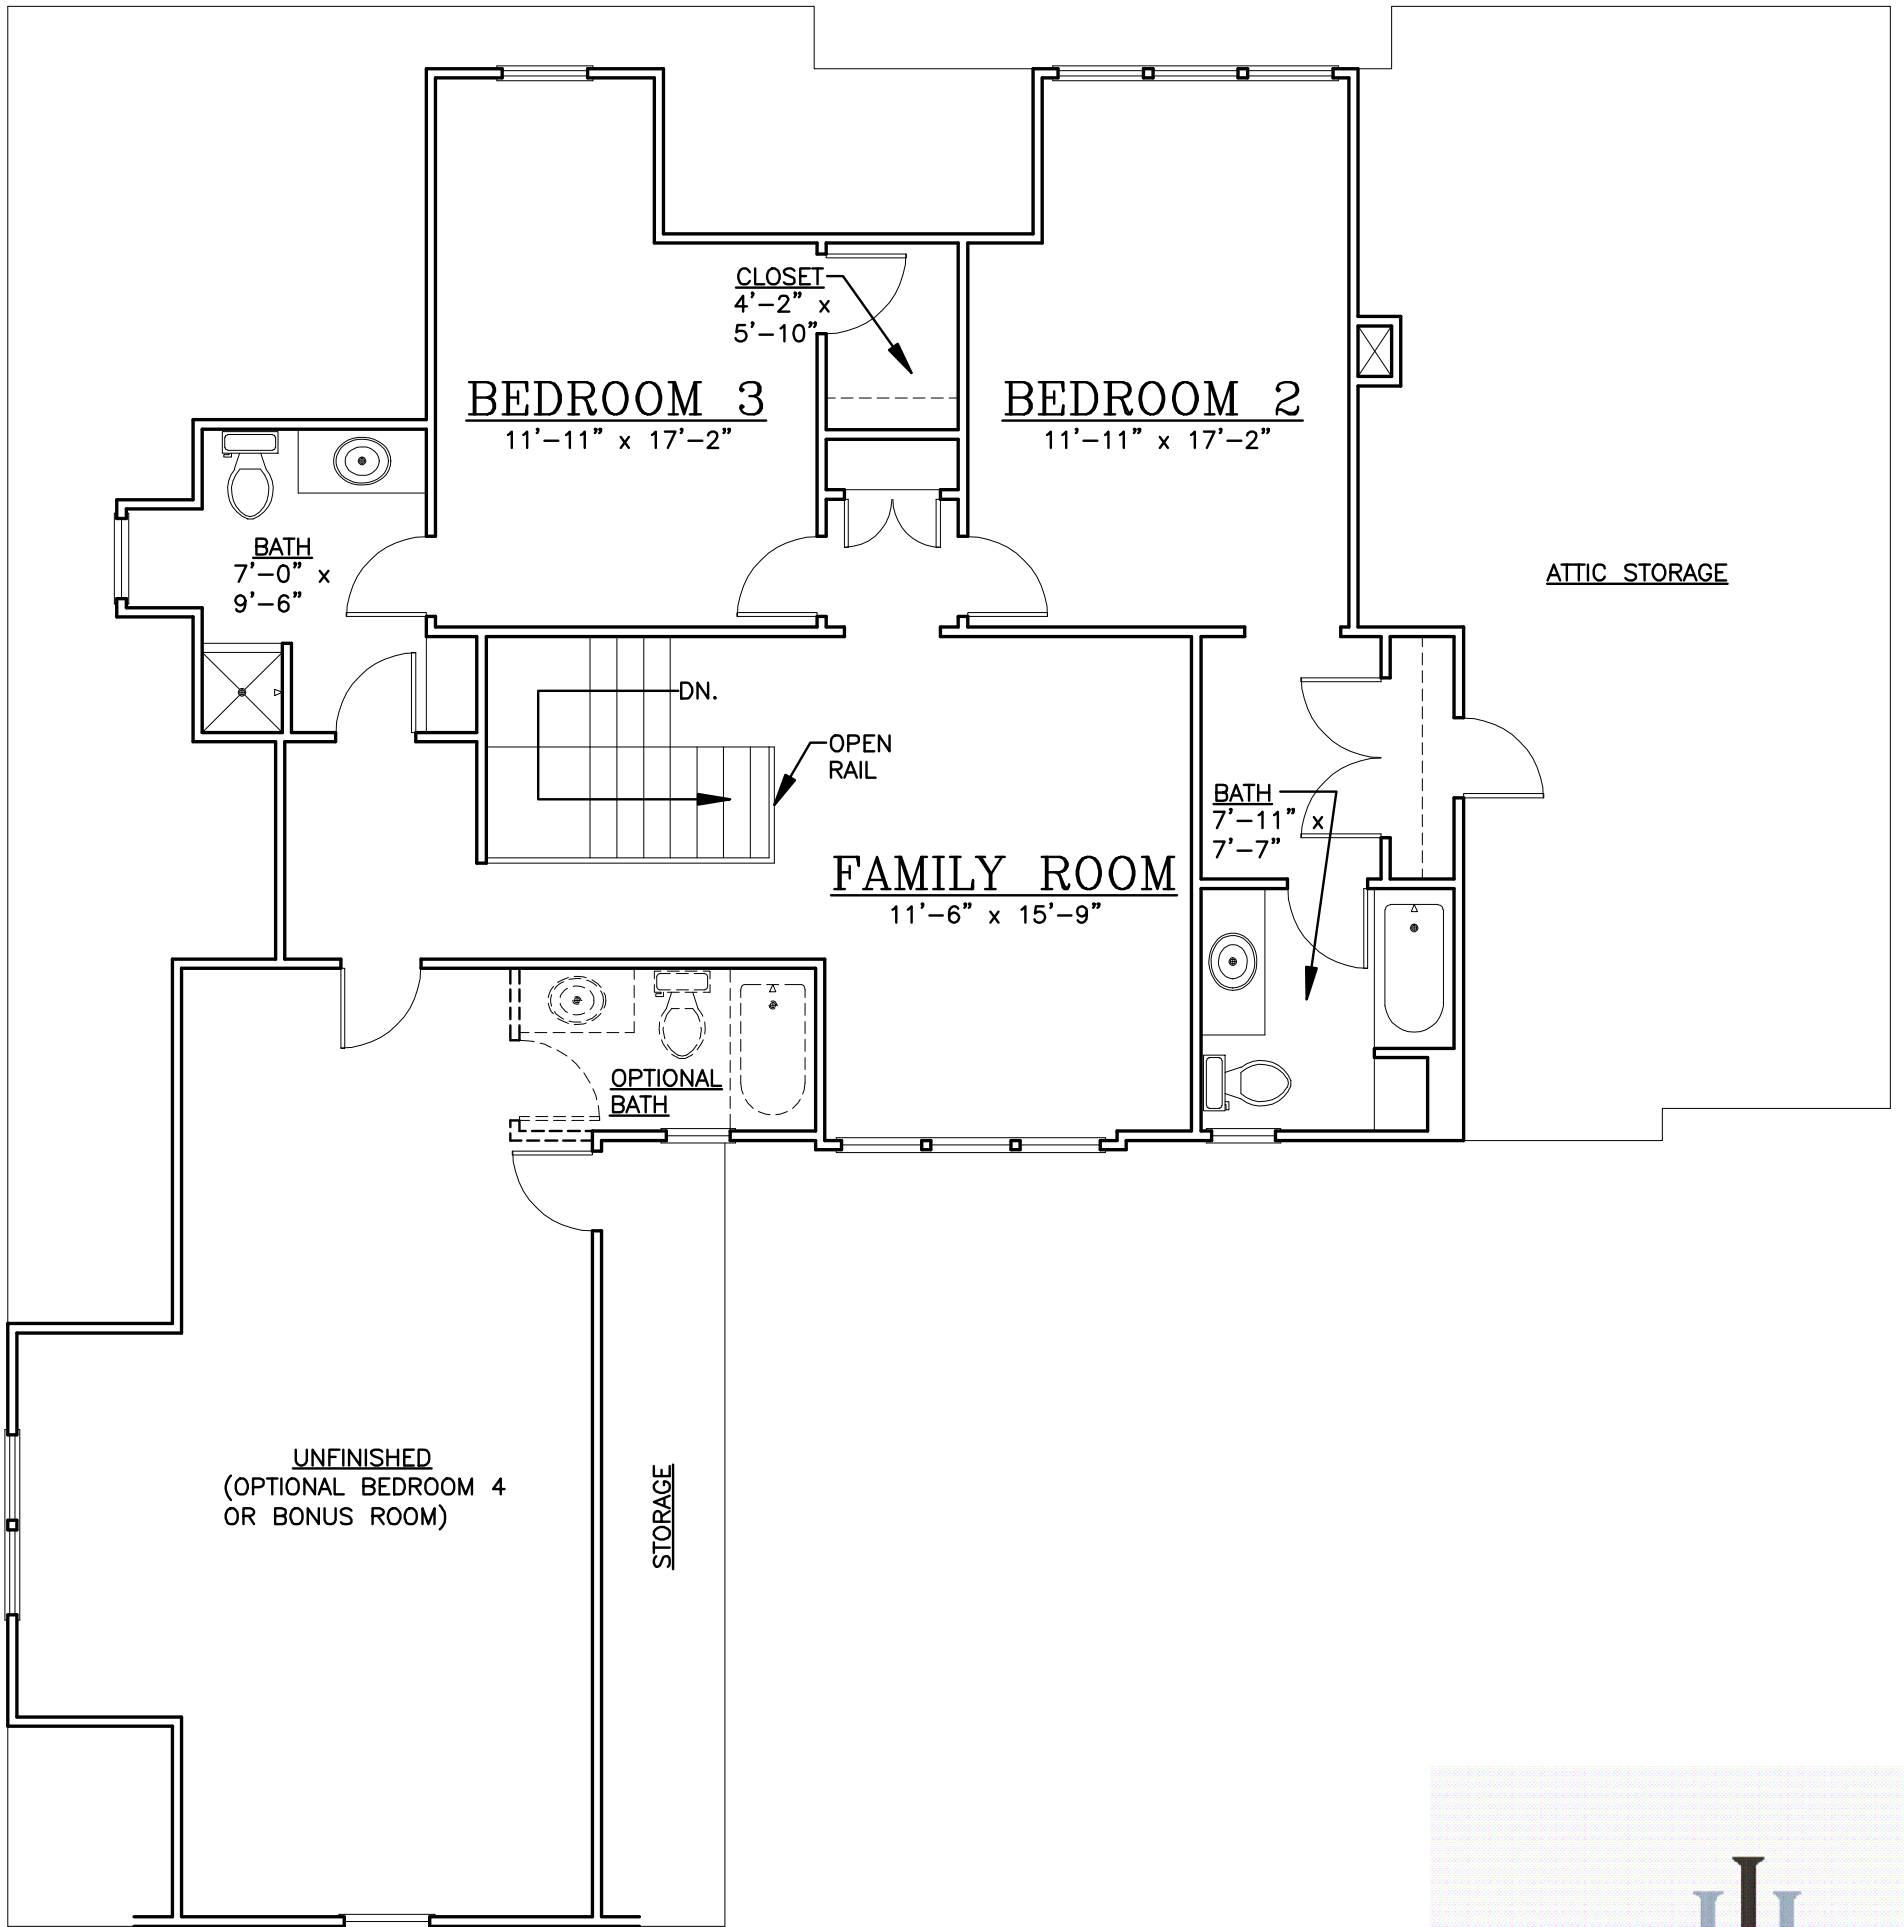 CLOSET
4'-2" x
5'-10"
BEDROOM 3
11'-11" x 17'-2"
BEDROOM 2
11'-11" x 17'-2"
BATH
7'-0" x
9'-6"
ATTIC STORAGE
DN.
OPEN
RAIL
BATH
7'-11" x
7'-7"
FAMILY ROOM
11'-6" x 15'-9"
OPTIONAL
BATH
UNFINISHED
(OPTIONAL BEDROOM 4
OR BONUS ROOM)
STORAGE